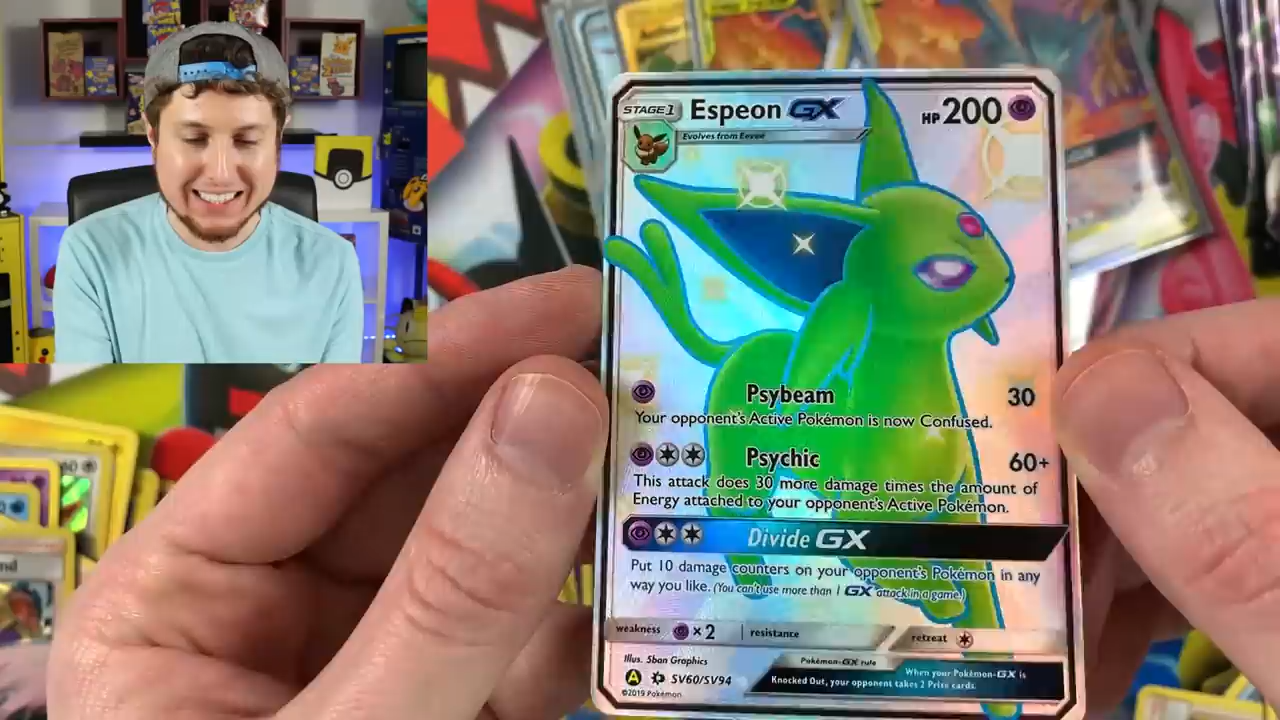 STAGE 1 Espeon GX HP 200
Evolves from Eevee
Psybeam 30
Your opponent's Active Pokémon is now Confused.
Psychic 60+
This attack does 30 more damage times the amount of
Energy attached to your opponent's Active Pokémon.
Divide GX
Put 10 damage counters on your opponent's Pokémon in any
way you like. (You can't use more than 1 GX attack in a game.)
weakness ×2 resistance retreat
Illus. 5ban Graphics
Pokémon-GX rule
When your Pokémon-GX is
Knocked Out, your opponent takes 2 Prize cards.
A SV60/SV94
©2019 Pokémon